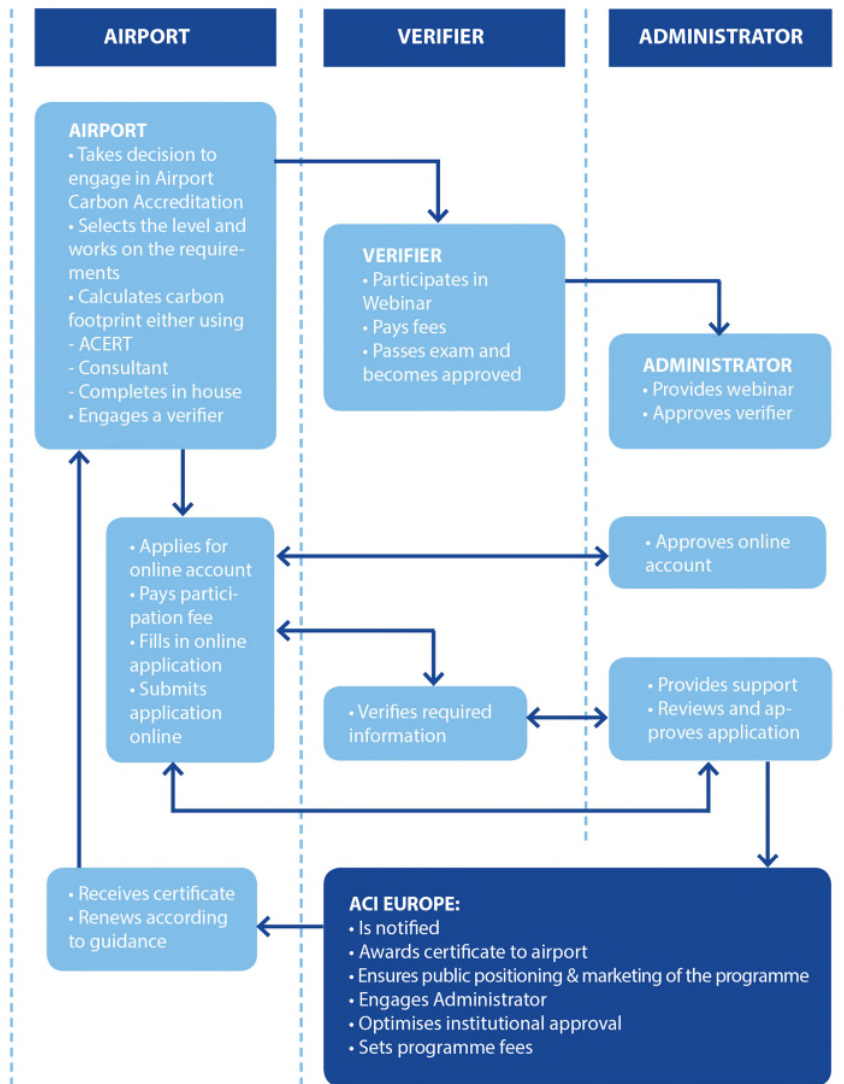 AIRPORT
VERIFIER
ADMINISTRATOR
AIRPORT
• Takes decision to
engage in Airport
Carbon Accreditation
• Selects the level and
works on the require-
ments
• Calculates carbon
footprint either using
- ACERT
- Consultant
- Completes in house
• Engages a verifier
VERIFIER
• Participates in
Webinar
• Pays fees
• Passes exam and
becomes approved
ADMINISTRATOR
• Provides webinar
• Approves verifier
• Applies for
online account
• Pays partici-
pation fee
• Fills in online
application
• Submits
application
online
• Approves online
account
• Verifies required
information
• Provides support
• Reviews and ap-
proves application
• Receives certificate
• Renews according
to guidance
ACI EUROPE:
• Is notified
• Awards certificate to airport
• Ensures public positioning & marketing of the programme
• Engages Administrator
• Optimises institutional approval
• Sets programme fees